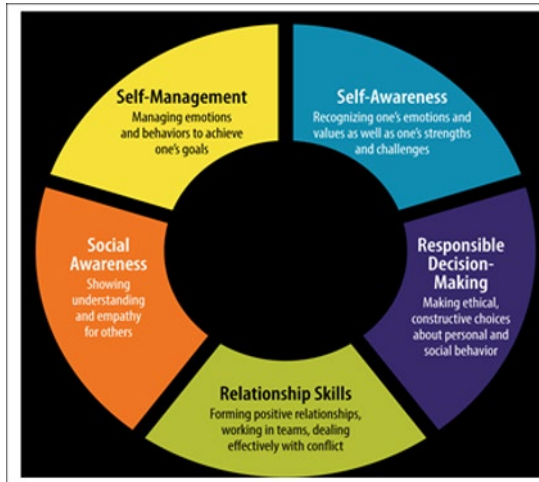 Self-Management
Managing emotions
and behaviors to achieve
one's goals
Self-Awareness
Recognizing one's emotions and
values as well as one's strengths
and challenges
Social
Awareness
Showing
understanding
and empathy
for others
Responsible
Decision-
Making
Making ethical,
constructive choices
about personal and
social behavior
Relationship Skills
Forming positive relationships,
working in teams, dealing
effectively with conflict